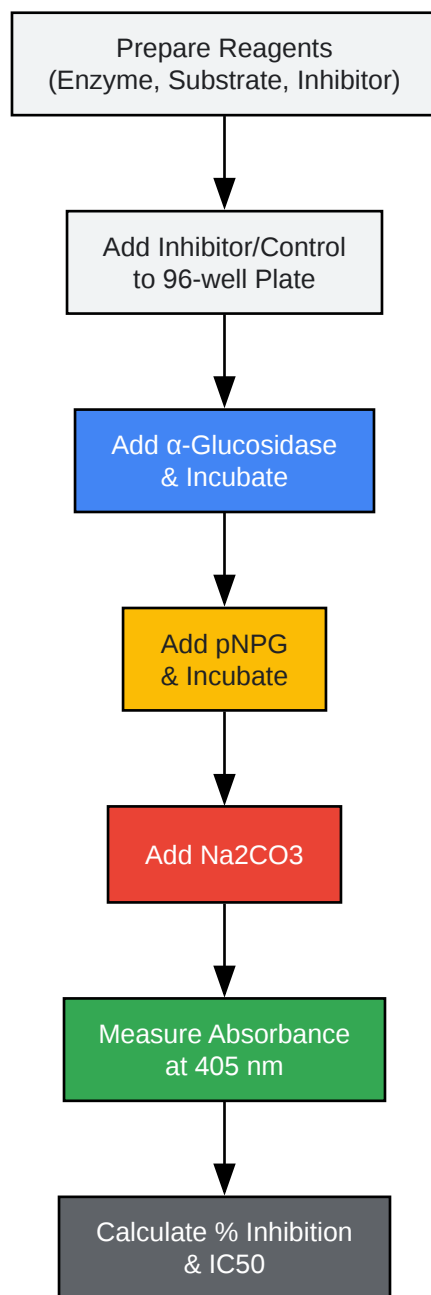 Prepare Reagents
(Enzyme, Substrate, Inhibitor)
Add Inhibitor/Control
to 96-well Plate
Add α-Glucosidase
& Incubate
Add pNPG
& Incubate
Add Na2CO3
Measure Absorbance
at 405 nm
Calculate % Inhibition
& IC50